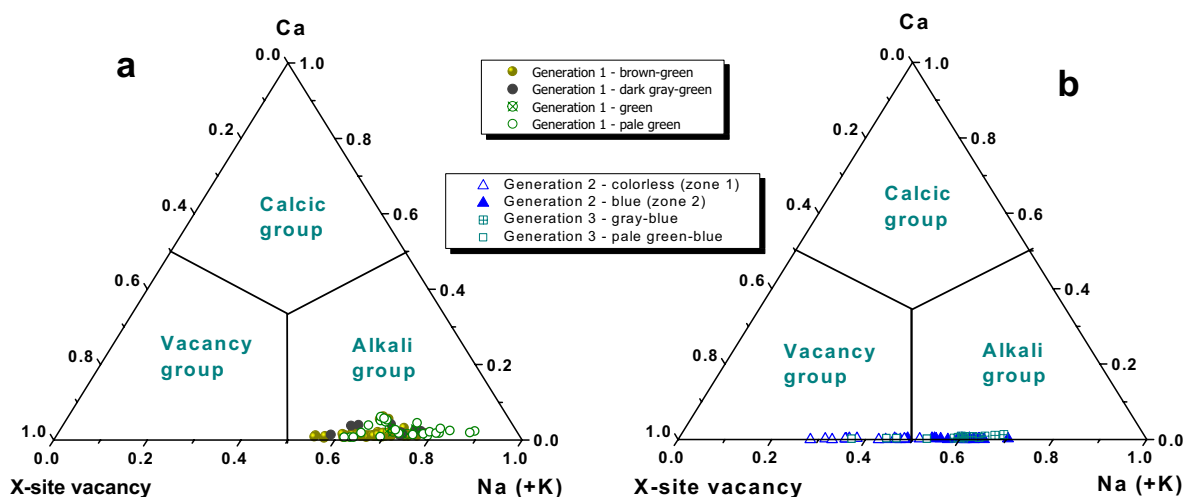 a
Ca
0.0
1.0
0.2
0.8
0.4
0.6
0.6
0.4
0.8
0.2
1.0
0.0
0.0
0.2
0.4
0.6
0.8
1.0
Calcic
group
Vacancy
group
Alkali
group
X-site vacancy
Na (+K)
Generation 1 - brown-green
Generation 1 - dark gray-green
Generation 1 - green
Generation 1 - pale green
Generation 2 - colorless (zone 1)
Generation 2 - blue (zone 2)
Generation 3 - gray-blue
Generation 3 - pale green-blue
b
Ca
0.0
1.0
0.2
0.8
0.4
0.6
0.6
0.4
0.8
0.2
1.0
0.0
0.0
0.2
0.4
0.6
0.8
1.0
Calcic
group
Vacancy
group
Alkali
group
X-site vacancy
Na (+K)